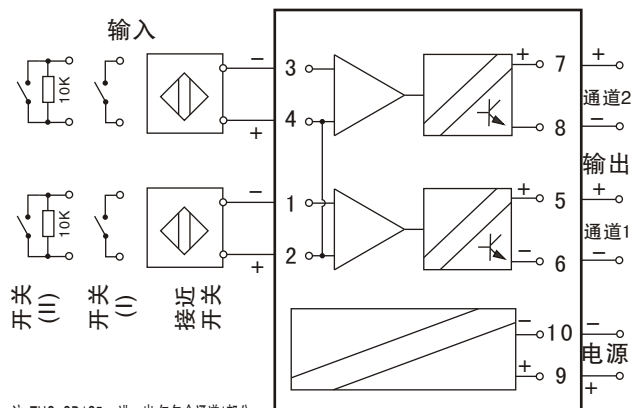 输入
10K
10K
开关
(II)
开关
(I)
接近
开关
−
3
4
+
−
1
2
+
+ 7 +
通道2
8 −
输出
+ 5 +
通道1
− 6 −
− 10 −
电源
+ 9 +